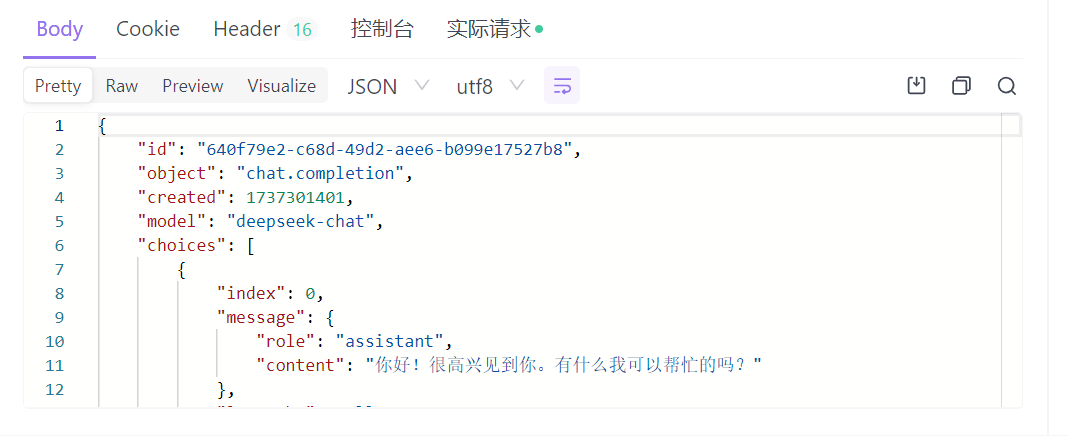 Body Cookie Header 16 控制台 实际请求
Pretty Raw Preview Visualize JSON utf8
1 {
2 "id": "640f79e2-c68d-49d2-aee6-b099e17527b8",
3 "object": "chat.completion",
4 "created": 1737301401,
5 "model": "deepseek-chat",
6 "choices": [
7 {
8 "index": 0,
9 "message": {
10 "role": "assistant",
11 "content": "你好！很高兴见到你。有什么我可以帮忙的吗？"
12 },